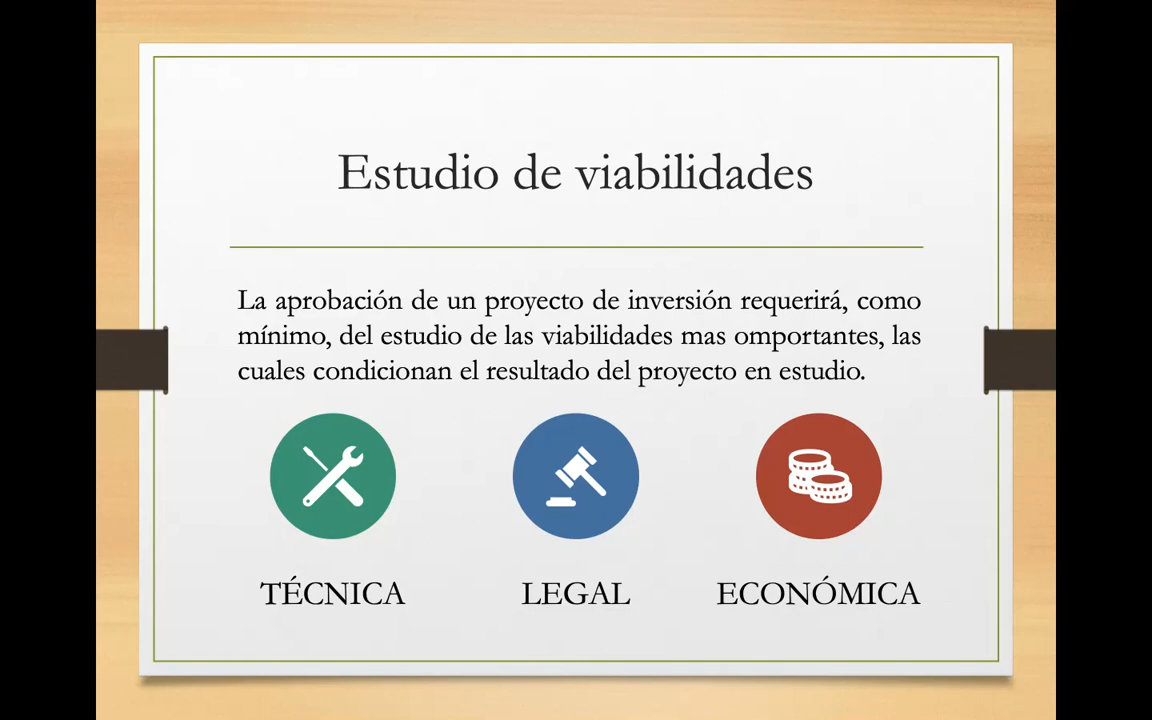 Estudio de viabilidades
La aprobación de un proyecto de inversión requerirá, como
mínimo, del estudio de las viabilidades mas omportantes, las
cuales condicionan el resultado del proyecto en estudio.
TÉCNICA
LEGAL
ECONÓMICA